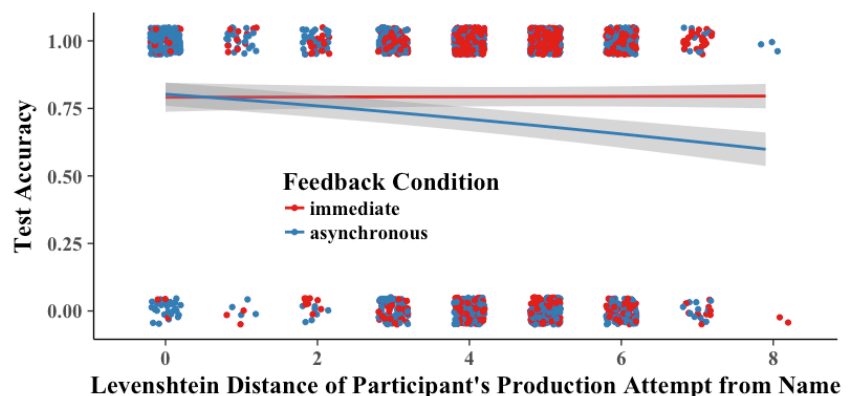 1.00
0.75
0.50
0.25
0.00
Test Accuracy
Feedback Condition
immediate
asynchronous
0 2 4 6 8
Levenshtein Distance of Participant's Production Attempt from Name